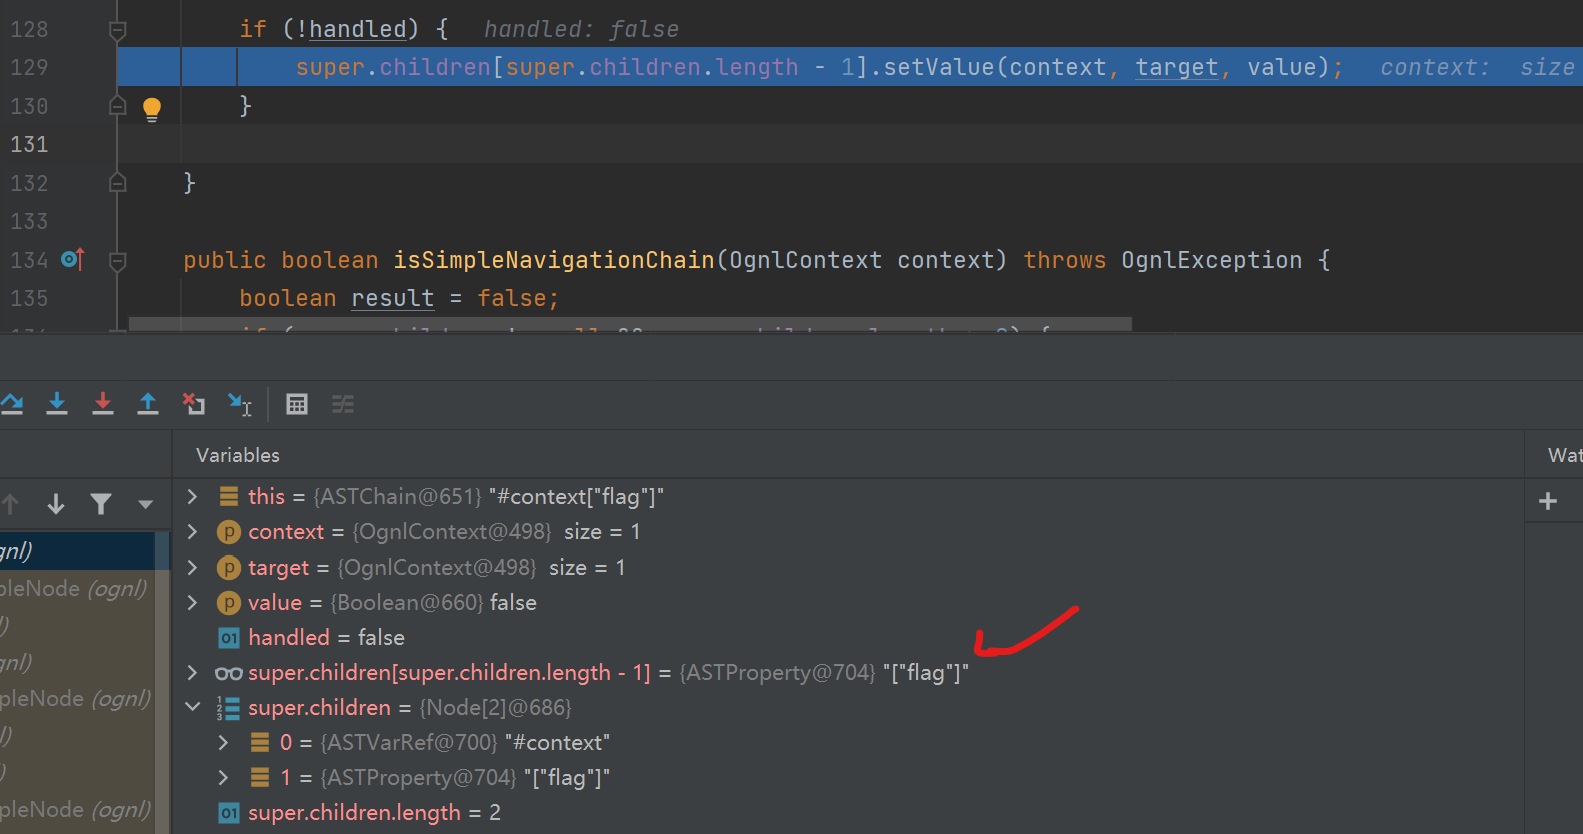 128 if (!handled) { handled: false
129 super.children[super.children.length - 1].setValue(context, target, value); context: size
130 }
131
132 }
133
134 public boolean isSimpleNavigationChain(OgnlContext context) throws OgnlException {
135 boolean result = false;
Variables
Wat
this = {ASTChain@651} "#context["flag"]"
context = {OgnlContext@498} size = 1
target = {OgnlContext@498} size = 1
value = {Boolean@660} false
01 handled = false
super.children[super.children.length - 1] = {ASTProperty@704} "["flag"]"
super.children = {Node[2]@686}
0 = {ASTVarRef@700} "#context"
1 = {ASTProperty@704} "["flag"]"
01 super.children.length = 2
gnl)
pleNode (ognl)
l)
gnl)
pleNode (ognl)
l)
)
pleNode (ognl)